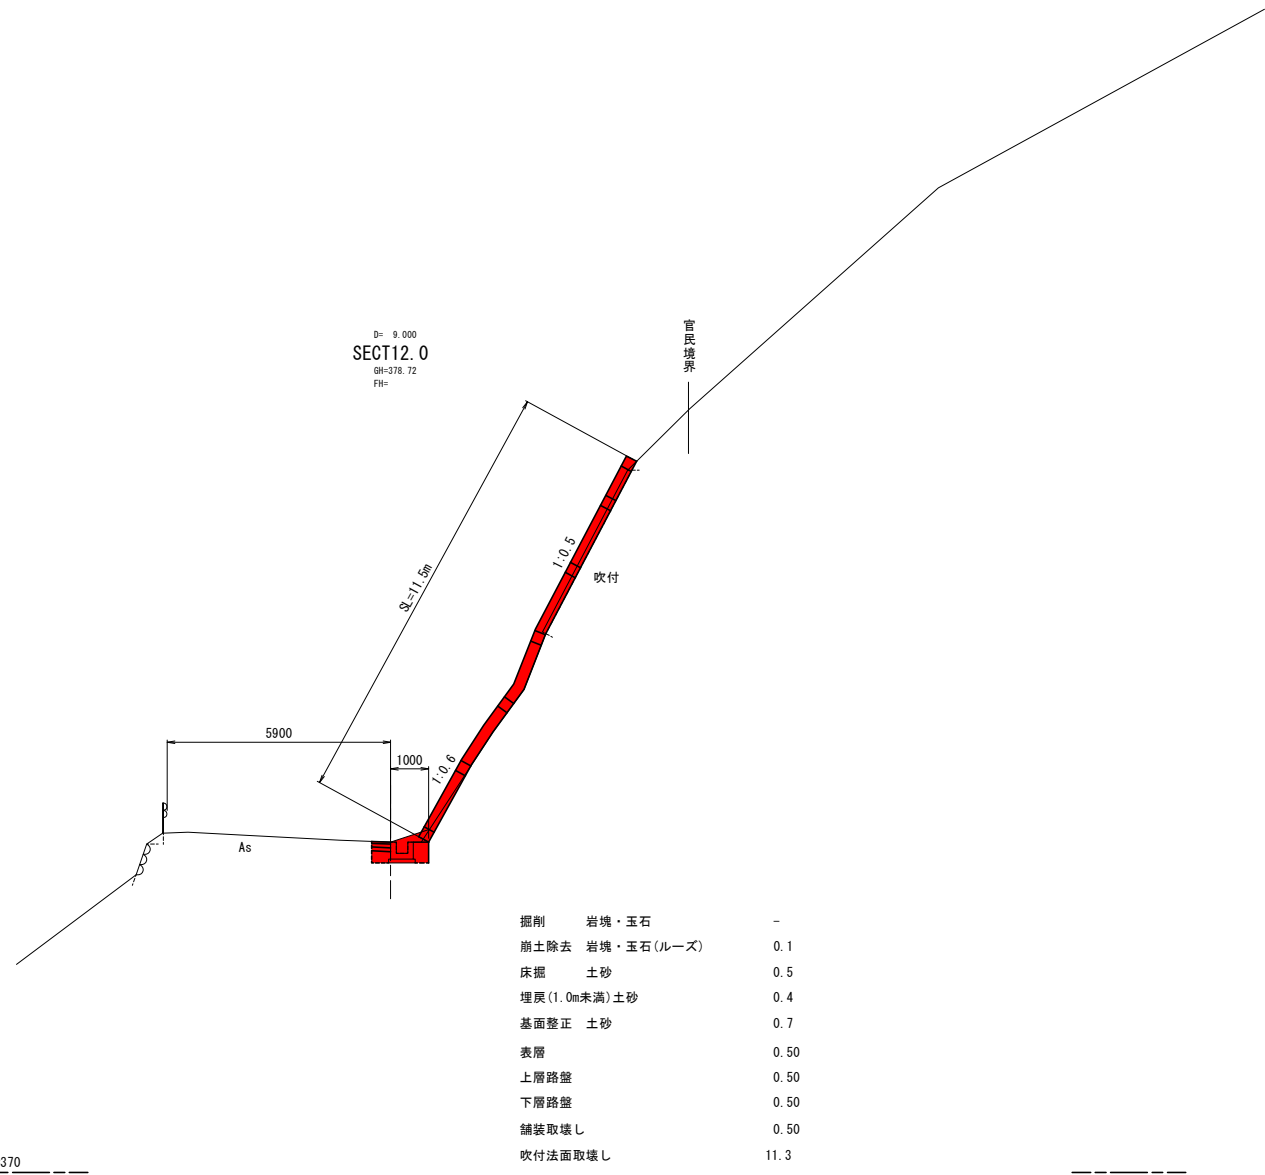 官民境界
D= 9.000
SECT12.0
GH=378.72
FH=
SL=11.5m
1:0.5
吹付
5900
1000
1:0.6
As
掘削 岩塊・玉石 -
崩土除去 岩塊・玉石(ルーズ) 0.1
床掘 土砂 0.5
埋戻(1.0m未満)土砂 0.4
基面整正 土砂 0.7
表層 0.50
上層路盤 0.50
下層路盤 0.50
舗装取壊し 0.50
吹付法面取壊し 11.3
370